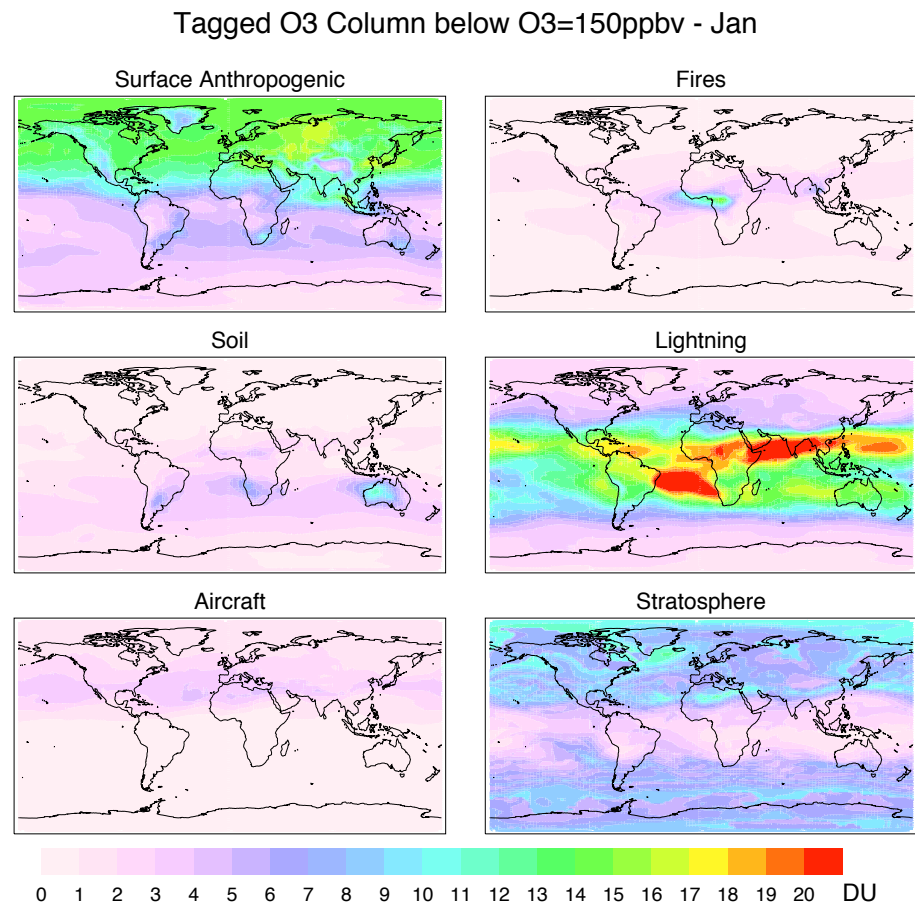 Tagged O3 Column below O3=150ppbv - Jan
Surface Anthropogenic
Fires
Soil
Lightning
Aircraft
Stratosphere
0 1 2 3 4 5 6 7 8 9 10 11 12 13 14 15 16 17 18 19 20 DU